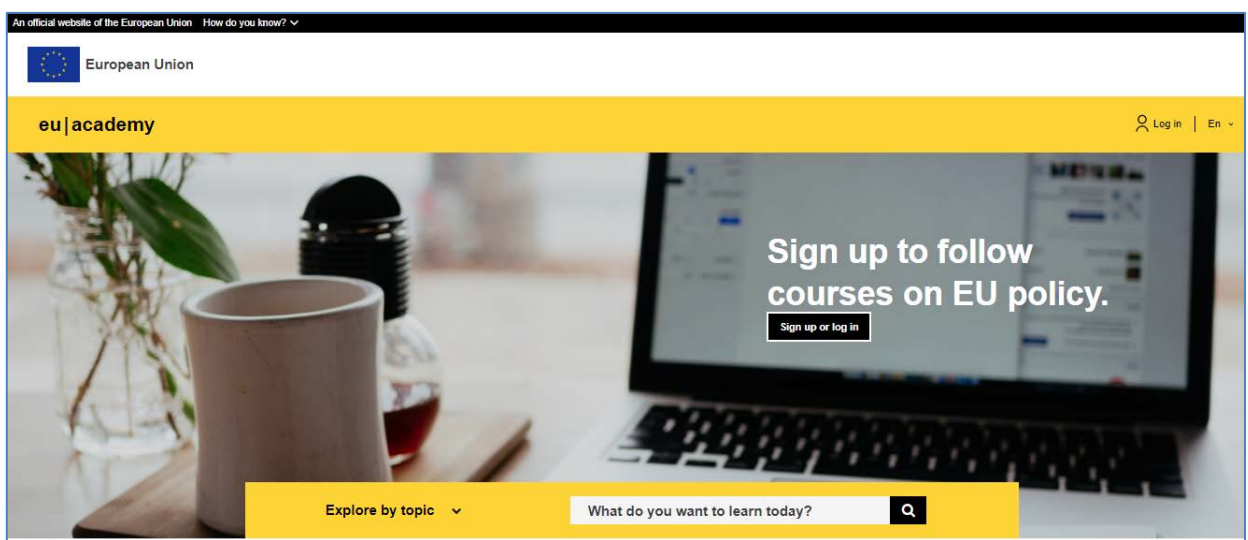 An official website of the European Union How do you know?
European Union
eu|academy
Log in | En
Sign up to follow
courses on EU policy.
Sign up or log in
Explore by topic
What do you want to learn today?